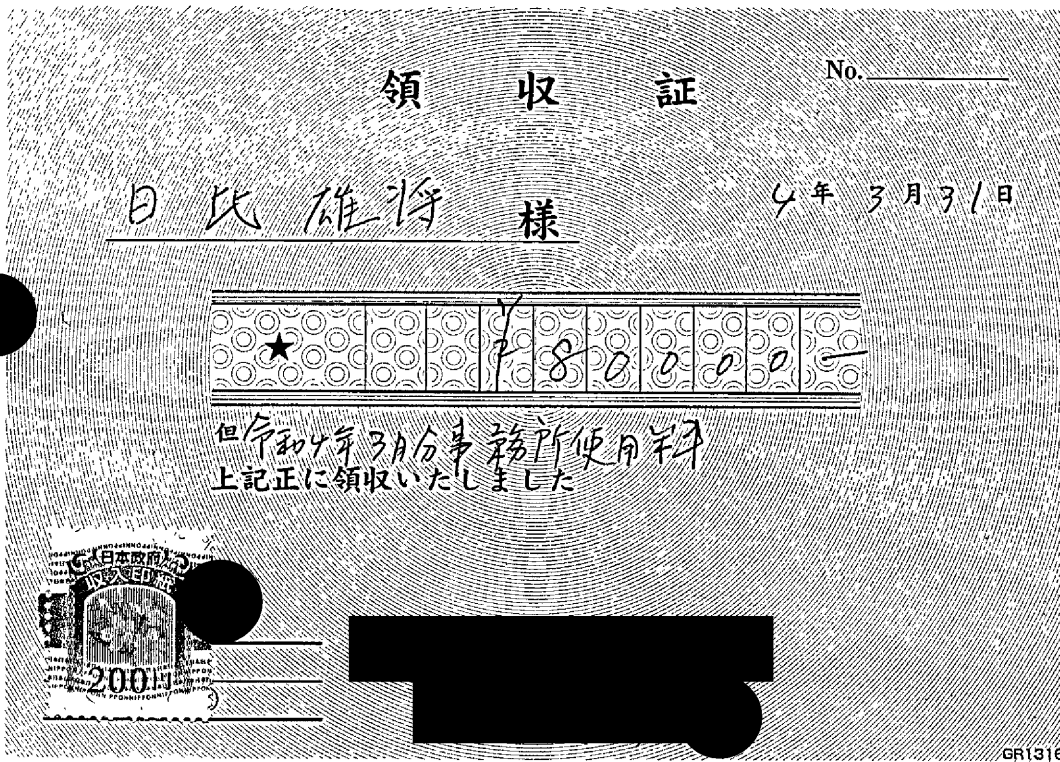 領収証
No.
日比雄将 様
4年3月31日
★ ¥80000-
但 令和4年3月分事務所使用料
上記正に領収いたしました
日本政府
収入印紙
200円
GR1316